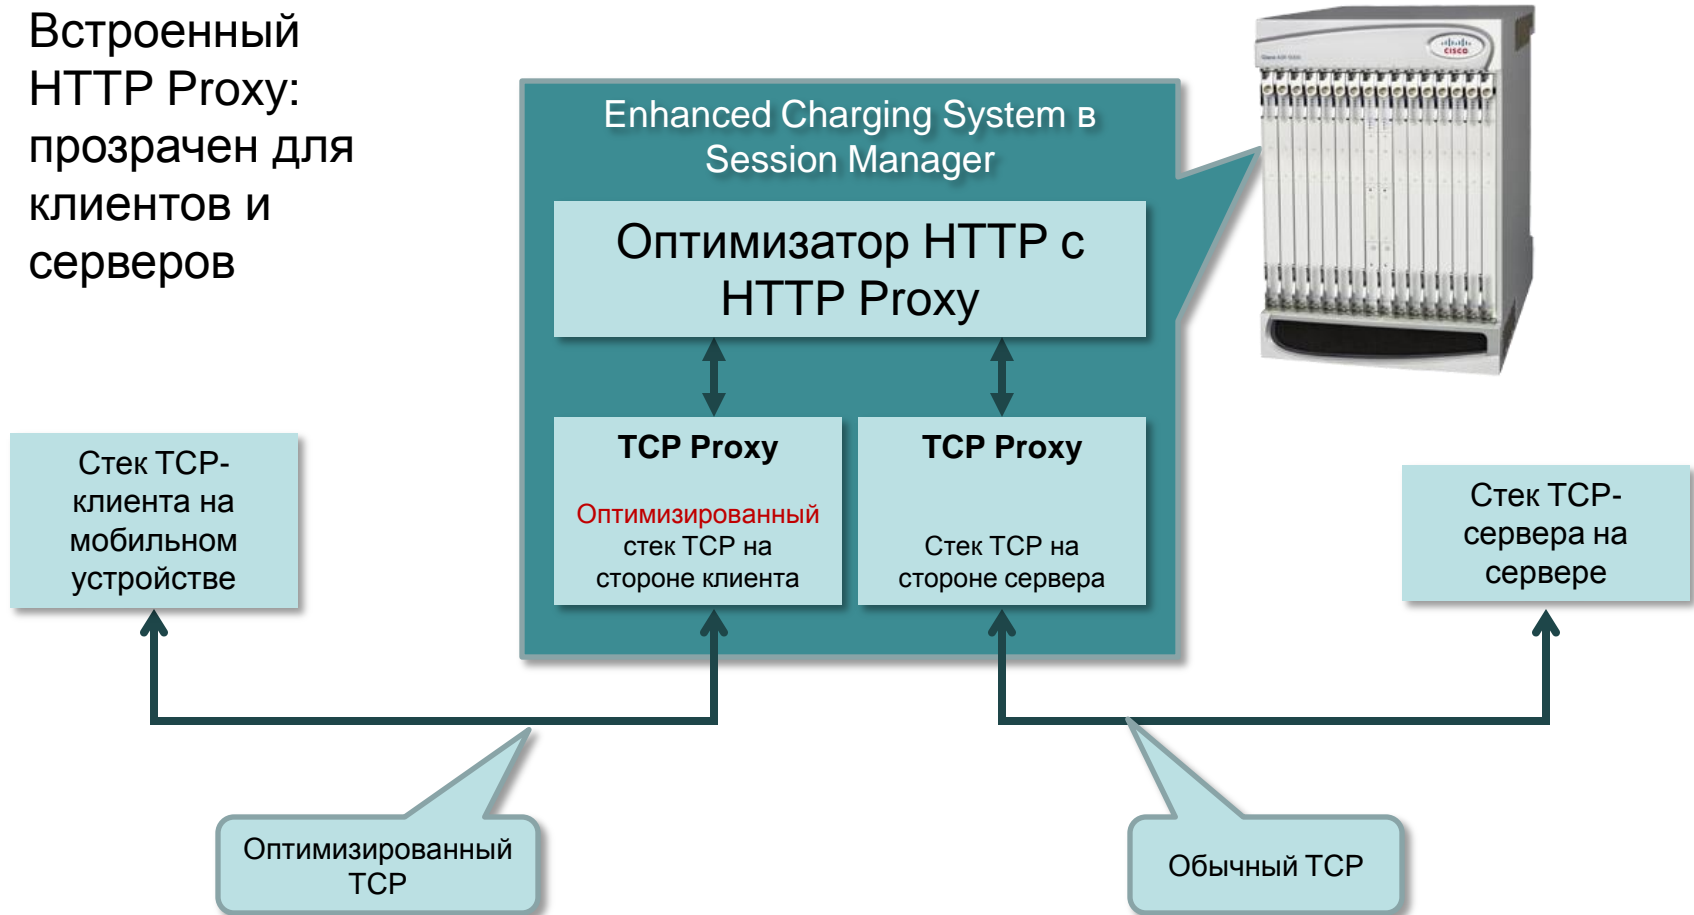 Встроенный
HTTP Proxy:
прозрачен для
клиентов и
серверов
CISCO
Enhanced Charging System в
Session Manager
Оптимизатор HTTP с
HTTP Proxy
TCP Proxy
Оптимизированный
стек TCP на
стороне клиента
TCP Proxy
Стек TCP на
стороне сервера
Стек TCP-
клиента на
мобильном
устройстве
Стек TCP-
сервера на
сервере
Оптимизированный
TCP
Обычный TCP